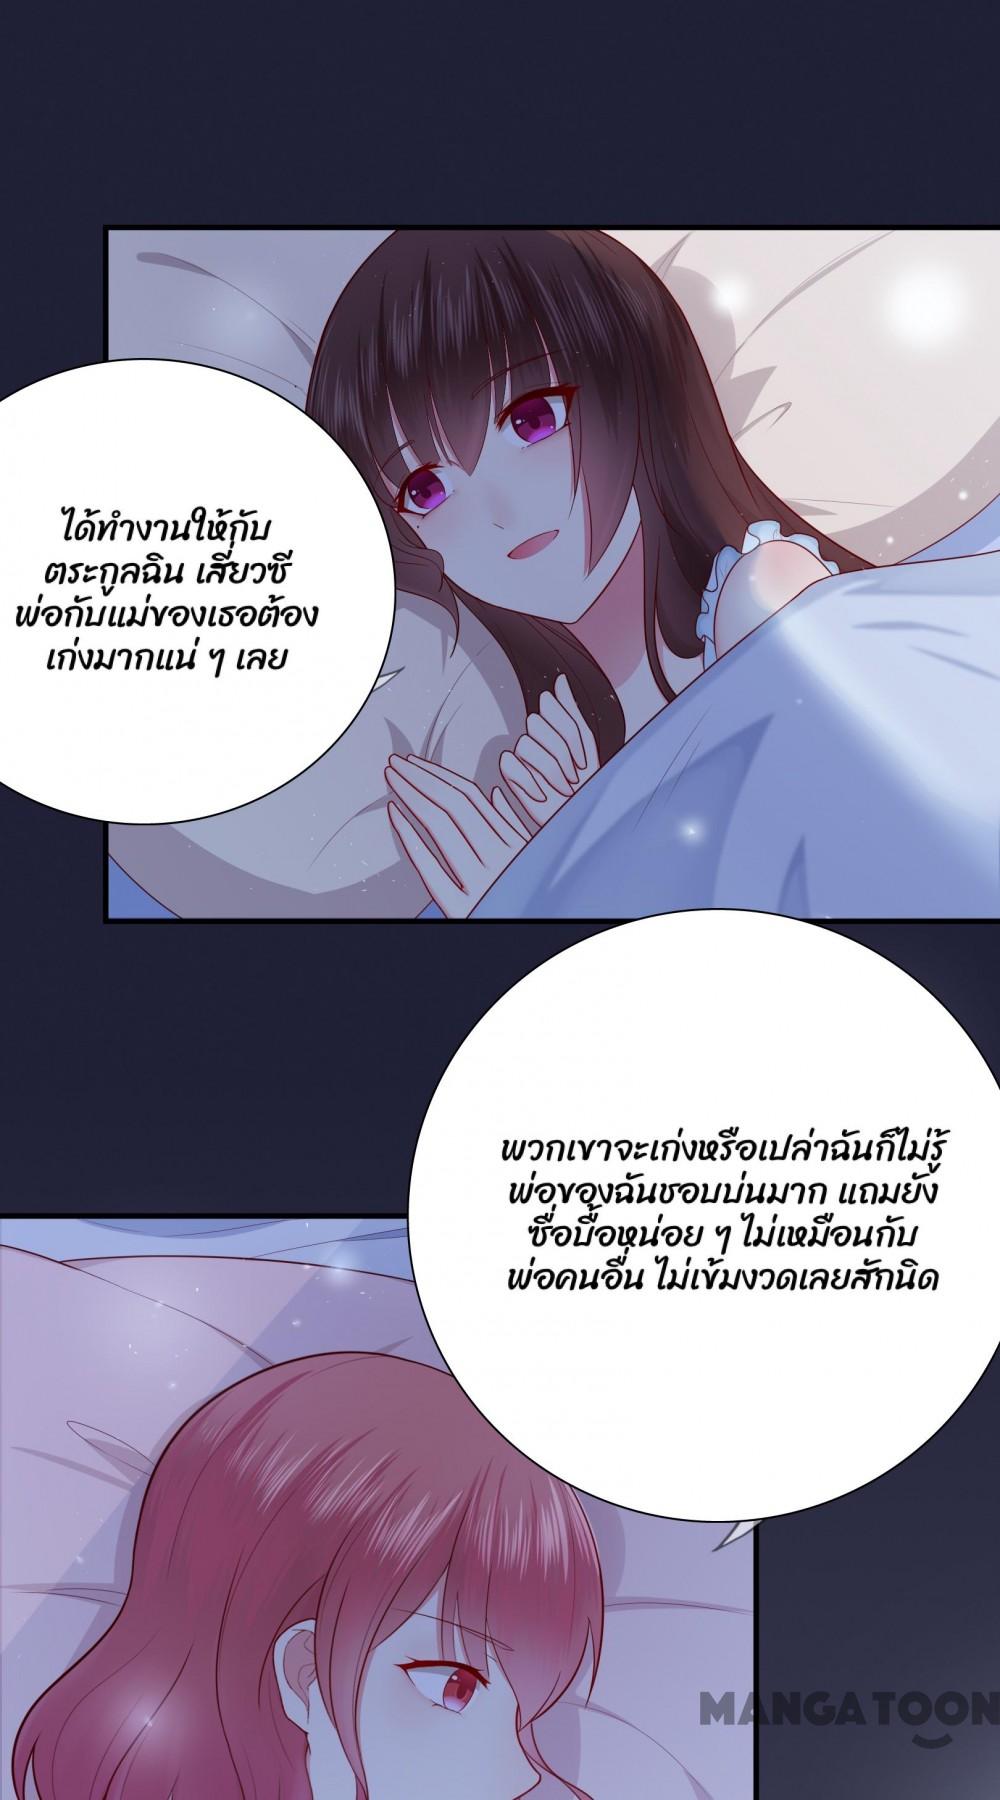 ได้ทำงานให้กับ
ตระกูลฉิน เสี่ยวซี
พ่อกับแม่ของเธอต้อง
เก่งมากแน่ ๆ เลย
พวกเขาจะเก่งหรือเปล่าฉันก็ไม่รู้
พ่อของฉันชอบบ่นมาก แถมยัง
ซื่อบื้อหน่อย ๆ ไม่เหมือนกับ
พ่อคนอื่น ไม่เข้มงวดเลยสักนิด
MANGATOON